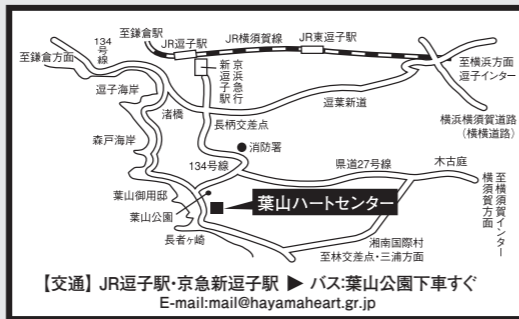 134号線
至鎌倉駅
JR逗子駅
JR横須賀線
JR東逗子駅
至鎌倉方面
至横浜方面
逗子インター
京浜急行
新逗子駅
逗子海岸
渚橋
逗葉新道
横浜横須賀道路
(横横道路)
長柄交差点
森戸海岸
消防署
134号線
県道27号線
木古庭
至横須賀インター
横須賀方面
葉山御用邸
葉山公園
葉山ハートセンター
長者ヶ崎
湘南国際村
至林交差点・三浦方面
【交通】JR逗子駅・京急新逗子駅 ▶ バス:葉山公園下車すぐ
E-mail:mail@hayamaheart.gr.jp